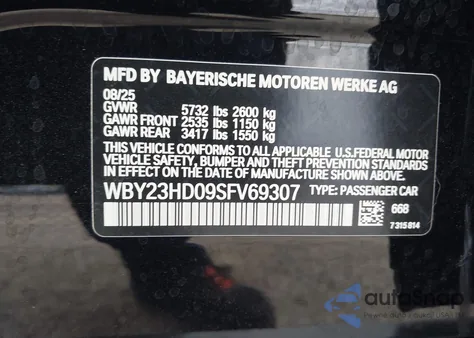 MFD BY BAYERISCHE MOTOREN WERKE AG
08/25
GVWR 5732 lbs 2600 kg
GAWR FRONT 2535 lbs 1150 kg
GAWR REAR 3417 lbs 1550 kg
THIS VEHICLE CONFORMS TO ALL APPLICABLE U.S.FEDERAL MOTOR
VEHICLE SAFETY, BUMPER, AND THEFT PREVENTION STANDARDS
IN EFFECT ON THE DATE OF MANUFACTURE SHOWN ABOVE.
WBY23HD09SFV69307 TYPE: PASSENGER CAR
668
7 315 814
autoSnap